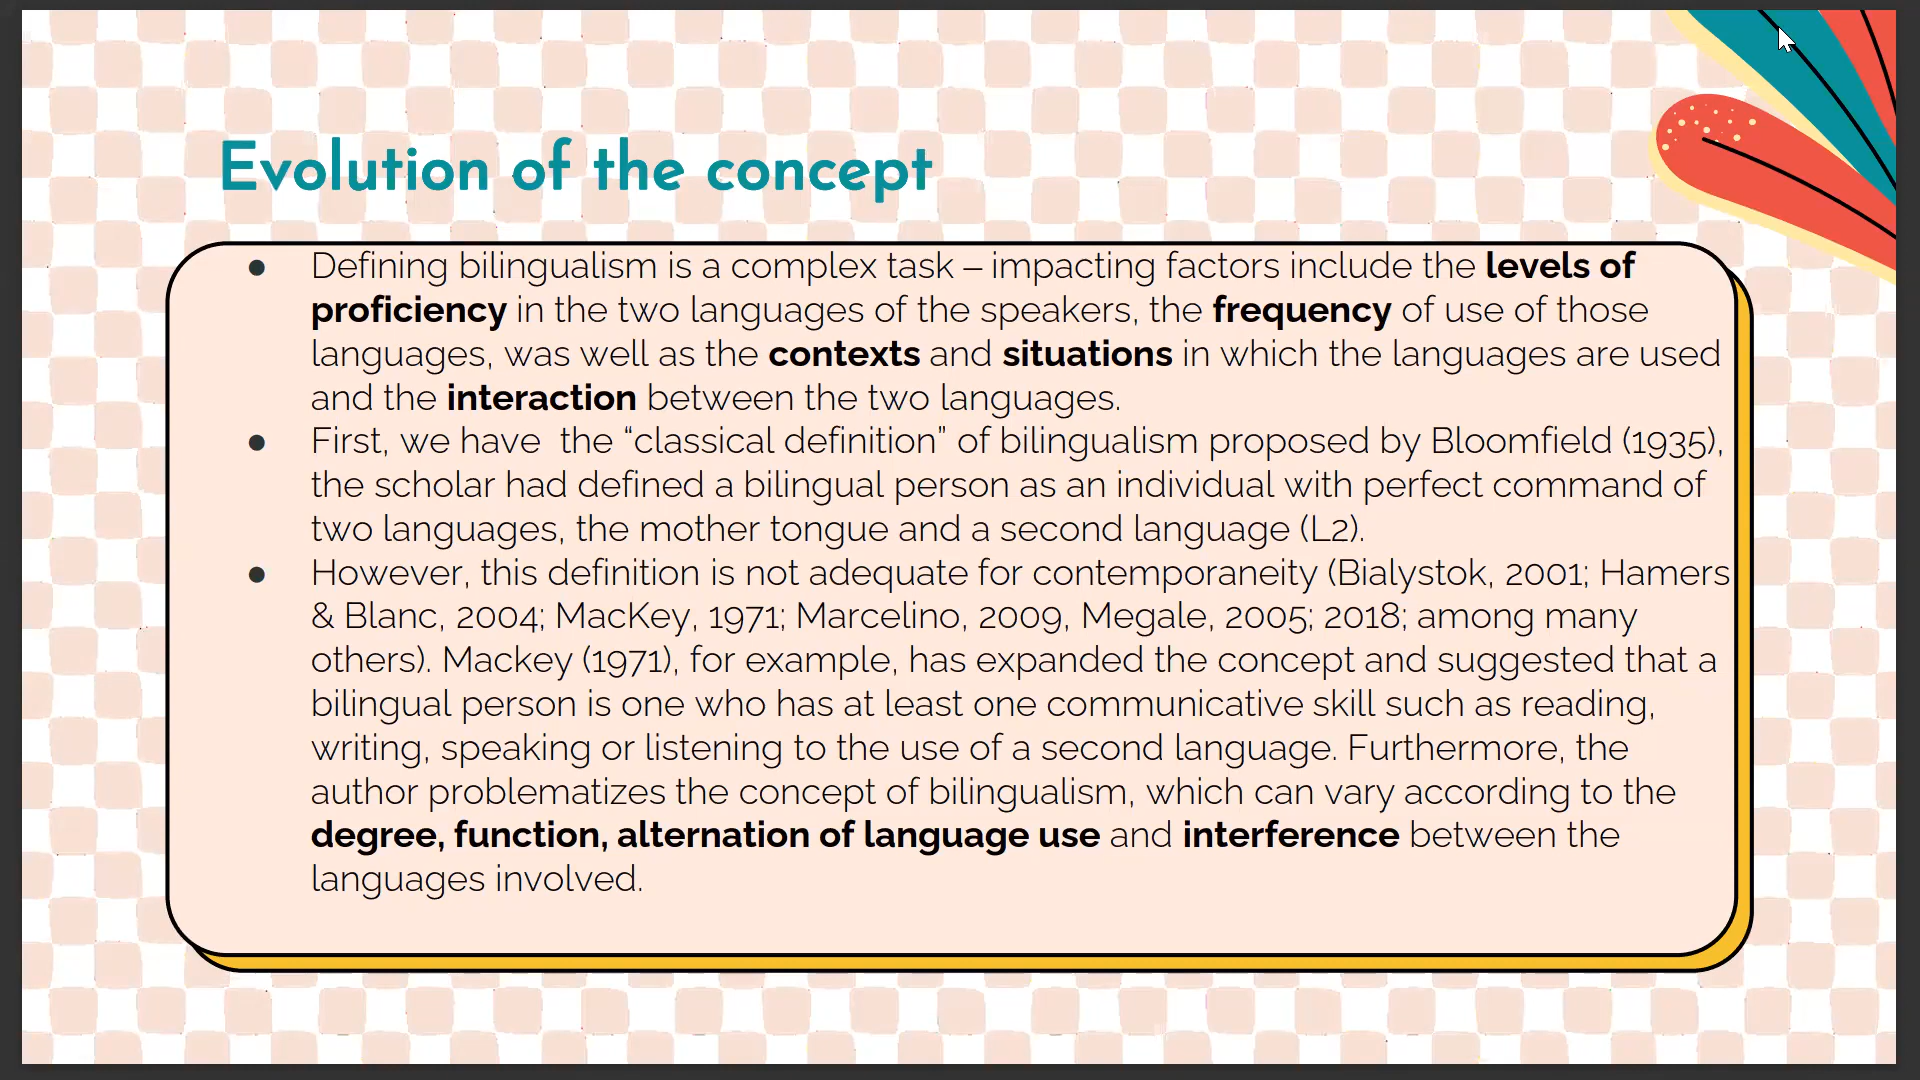 Evolution of the concept
● Defining bilingualism is a complex task – impacting factors include the levels of
proficiency in the two languages of the speakers, the frequency of use of those
languages, was well as the contexts and situations in which the languages are used
and the interaction between the two languages.
● First, we have  the “classical definition” of bilingualism proposed by Bloomfield (1935),
the scholar had defined a bilingual person as an individual with perfect command of
two languages, the mother tongue and a second language (L2).
● However, this definition is not adequate for contemporaneity (Bialystok, 2001; Hamers
& Blanc, 2004; MacKey, 1971; Marcelino, 2009, Megale, 2005; 2018; among many
others). Mackey (1971), for example, has expanded the concept and suggested that a
bilingual person is one who has at least one communicative skill such as reading,
writing, speaking or listening to the use of a second language. Furthermore, the
author problematizes the concept of bilingualism, which can vary according to the
degree, function, alternation of language use and interference between the
languages involved.